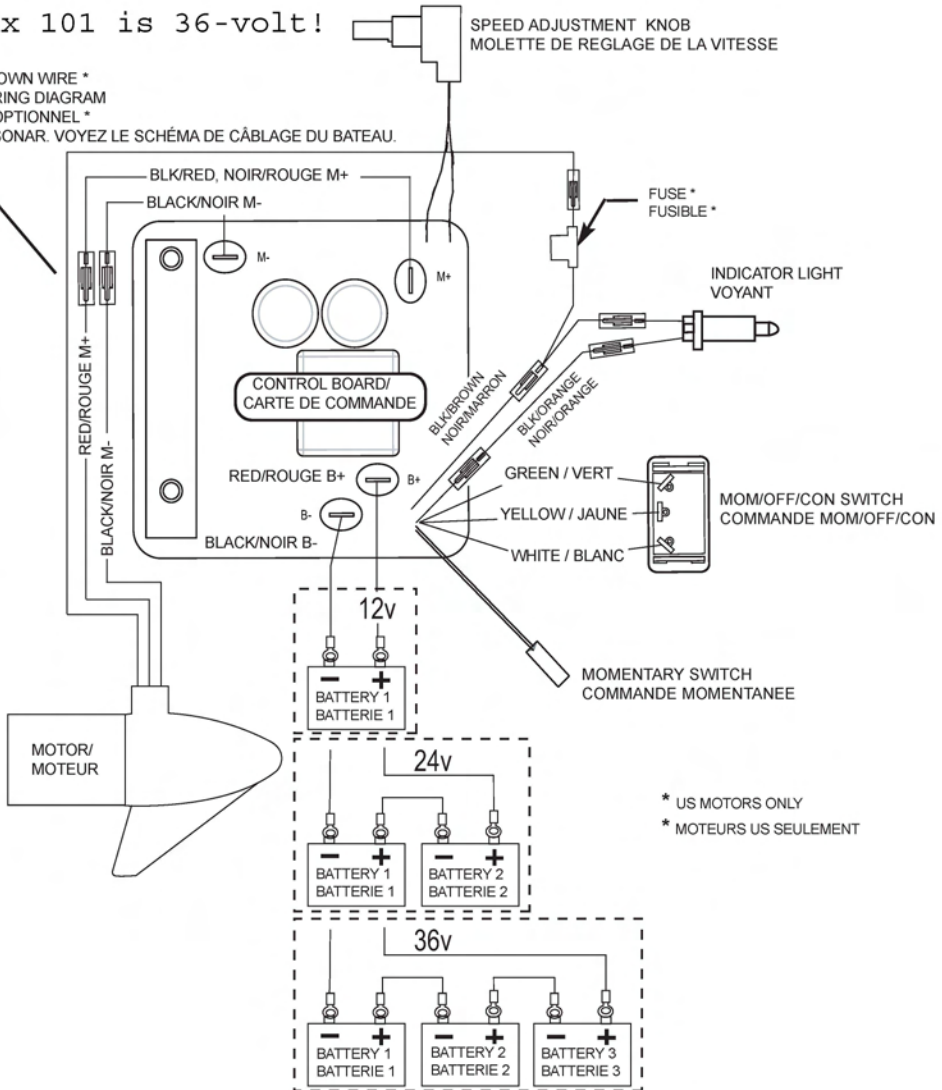 x 101 is 36-volt!
SPEED ADJUSTMENT KNOB
MOLETTE DE REGLAGE DE LA VITESSE
OWN WIRE *
RING DIAGRAM
OPTIONNEL *
SONAR. VOYEZ LE SCHÉMA DE CÂBLAGE DU BATEAU.
BLK/RED, NOIR/ROUGE M+
BLACK/NOIR M-
FUSE *
FUSIBLE *
M-
M+
INDICATOR LIGHT
VOYANT
RED/ROUGE M+
BLACK/NOIR M-
CONTROL BOARD/
CARTE DE COMMANDE
BLK/BROWN
NOIR/MARRON
BLK/ORANGE
NOIR/ORANGE
RED/ROUGE B+
B+
B-
BLACK/NOIR B-
GREEN / VERT
YELLOW / JAUNE
WHITE / BLANC
MOM/OFF/CON SWITCH
COMMANDE MOM/OFF/CON
12v
BATTERY 1
BATTERIE 1
MOMENTARY SWITCH
COMMANDE MOMENTANEE
MOTOR/
MOTEUR
24v
BATTERY 1
BATTERIE 1
BATTERY 2
BATTERIE 2
* US MOTORS ONLY
* MOTEURS US SEULEMENT
36v
BATTERY 1
BATTERIE 1
BATTERY 2
BATTERIE 2
BATTERY 3
BATTERIE 3